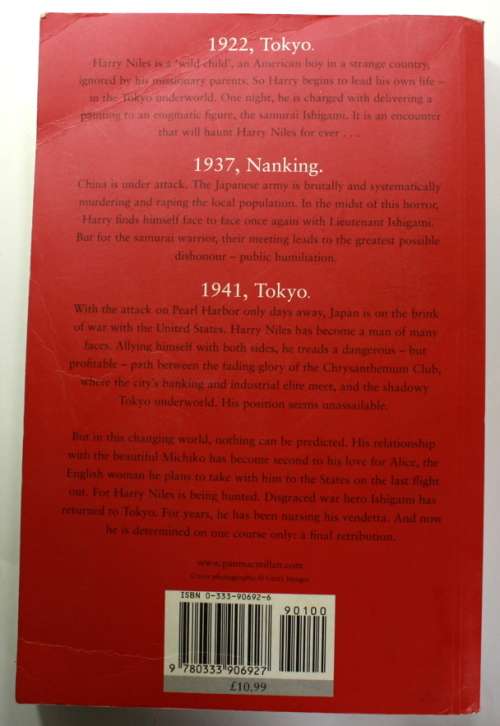 1922, Tokyo.
Harry Niles is a 'wild child', an American boy in a strange country,
ignored by his missionary parents. So Harry begins to lead his own life –
in the Tokyo underworld. One night, he is charged with delivering a
painting to an enigmatic figure, the samurai Ishigami. It is an encounter
that will haunt Harry Niles for ever . . .
1937, Nanking.
China is under attack. The Japanese army is brutally and systematically
murdering and raping the local population. In the midst of this horror,
Harry finds himself face to face once again with Lieutenant Ishigami.
But for the samurai warrior, their meeting leads to the greatest possible
dishonour – public humiliation.
1941, Tokyo.
With the attack on Pearl Harbor only days away, Japan is on the brink
of war with the United States. Harry Niles has become a man of many
faces. Allying himself with both sides, he treads a dangerous – but
profitable – path between the fading glory of the Chrysanthemum Club,
where the city's banking and industrial elite meet, and the shadowy
Tokyo underworld. His position seems unassailable.
But in this changing world, nothing can be predicted. His relationship
with the beautiful Michiko has become second to his love for Alice, the
English woman he plans to take with him to the States on the last flight
out. For Harry Niles is being hunted. Disgraced war hero Ishigami has
returned to Tokyo. For years, he has been nursing his vendetta. And now
he is determined on one course only: a final retribution.
www.panmacmillan.com
Cover photographs © Getty Images
ISBN 0-333-90692-6
90100
9 780333 906927
£10.99